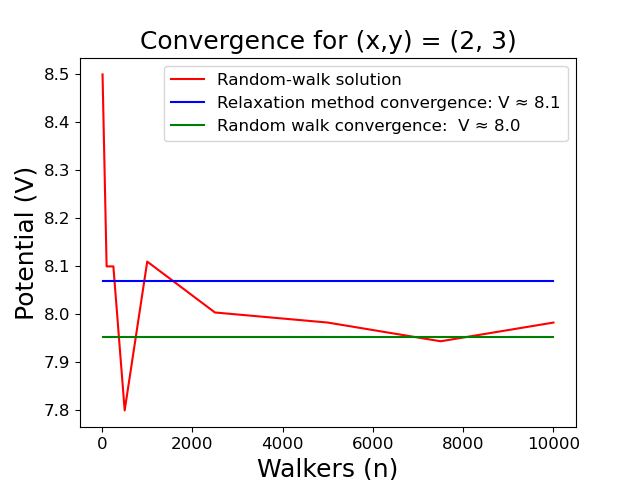 Convergence for (x,y) = (2, 3)
Random-walk solution
Relaxation method convergence: V ≈ 8.1
Random walk convergence:  V ≈ 8.0
Potential (V)
8.5
8.4
8.3
8.2
8.1
8.0
7.9
7.8
0 2000 4000 6000 8000 10000
Walkers (n)